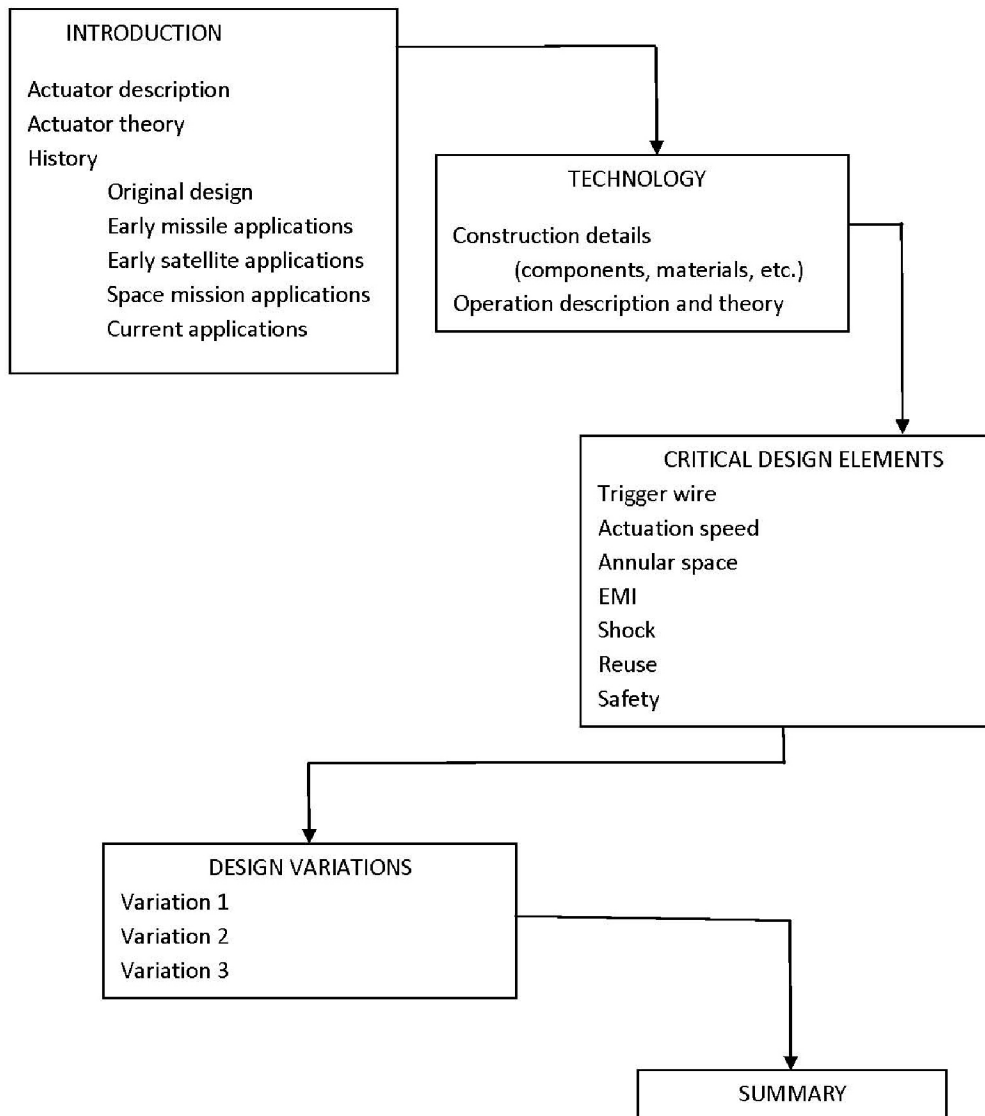 INTRODUCTION
Actuator description
Actuator theory
History
Original design
Early missile applications
Early satellite applications
Space mission applications
Current applications
TECHNOLOGY
Construction details
(components, materials, etc.)
Operation description and theory
CRITICAL DESIGN ELEMENTS
Trigger wire
Actuation speed
Annular space
EMI
Shock
Reuse
Safety
DESIGN VARIATIONS
Variation 1
Variation 2
Variation 3
SUMMARY